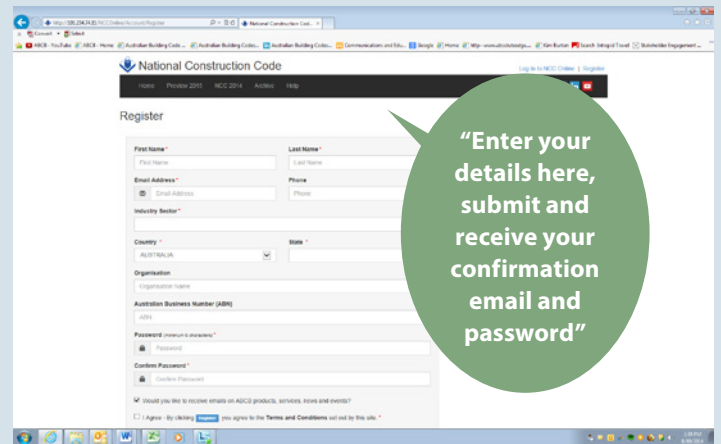 National Construction Code
Log in to NCC Online | Register
Home Preview 2015 NCC 2014 Archive Help
Register
First Name *
Last Name *
First Name
Last Name
Email Address *
Phone
Email Address
Phone
Industry Sector *
Country *
State *
AUSTRALIA
Organisation
Organisation Name
Australian Business Number (ABN)
ABN
Password (minimum 6 characters) *
Password
Confirm Password *
Confirm Password
Would you like to receive emails on ABCB products, services, news and events?
I Agree - By clicking Register you agree to the Terms and Conditions set out by this site. *
“Enter your
details here,
submit and
receive your
confirmation
email and
password”